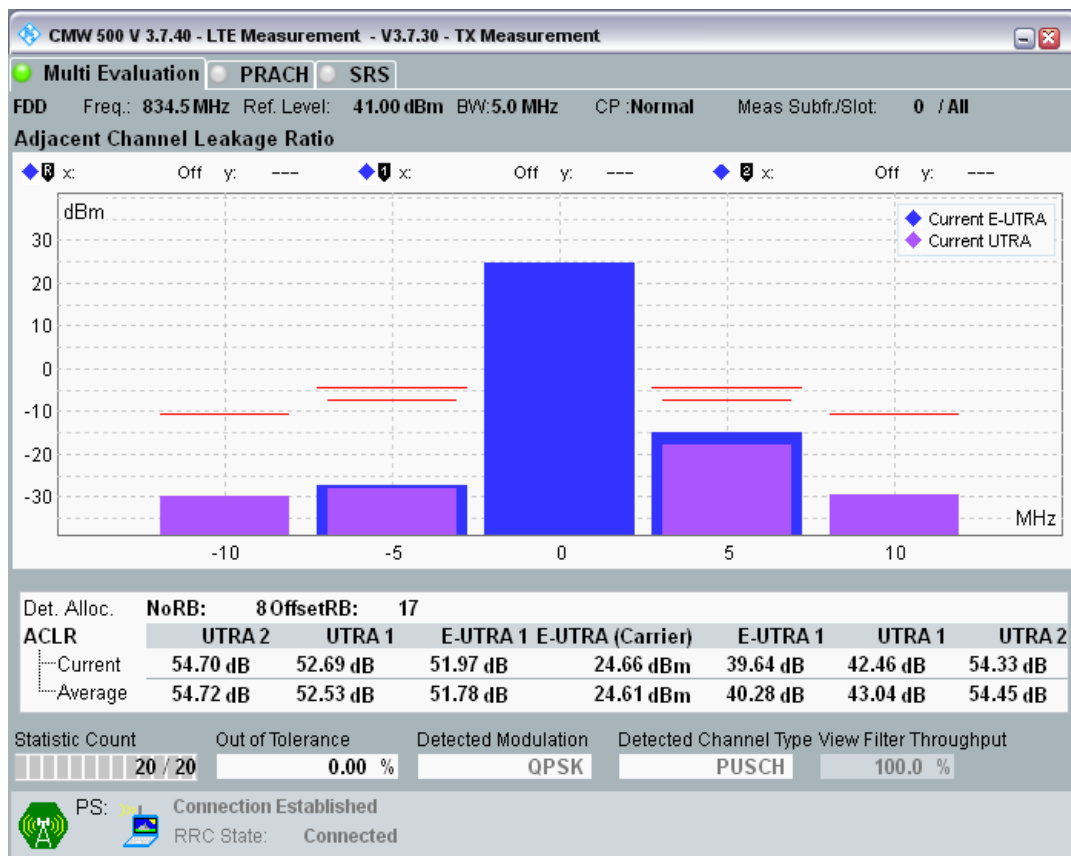 CMW 500 V 3.7.40 - LTE Measurement - V3.7.30 - TX Measurement
Multi Evaluation PRACH SRS
FDD Freq.: 834.5 MHz Ref. Level: 41.00 dBm BW:5.0 MHz CP :Normal Meas Subfr./Slot: 0 / All
Adjacent Channel Leakage Ratio
R x: Off y: --- 1 x: Off y: --- 2 x: Off y: ---
dBm
Current E-UTRA
Current UTRA
30
20
10
0
-10
-20
-30
MHz
-10 -5 0 5 10
Det. Alloc. NoRB: 8 OffsetRB: 17
ACLR UTRA 2 UTRA 1 E-UTRA 1 E-UTRA (Carrier) E-UTRA 1 UTRA 1 UTRA 2
Current 54.70 dB 52.69 dB 51.97 dB 24.66 dBm 39.64 dB 42.46 dB 54.33 dB
Average 54.72 dB 52.53 dB 51.78 dB 24.61 dBm 40.28 dB 43.04 dB 54.45 dB
Statistic Count Out of Tolerance Detected Modulation Detected Channel Type View Filter Throughput
20 / 20 0.00 % QPSK PUSCH 100.0 %
PS: Connection Established
RRC State: Connected